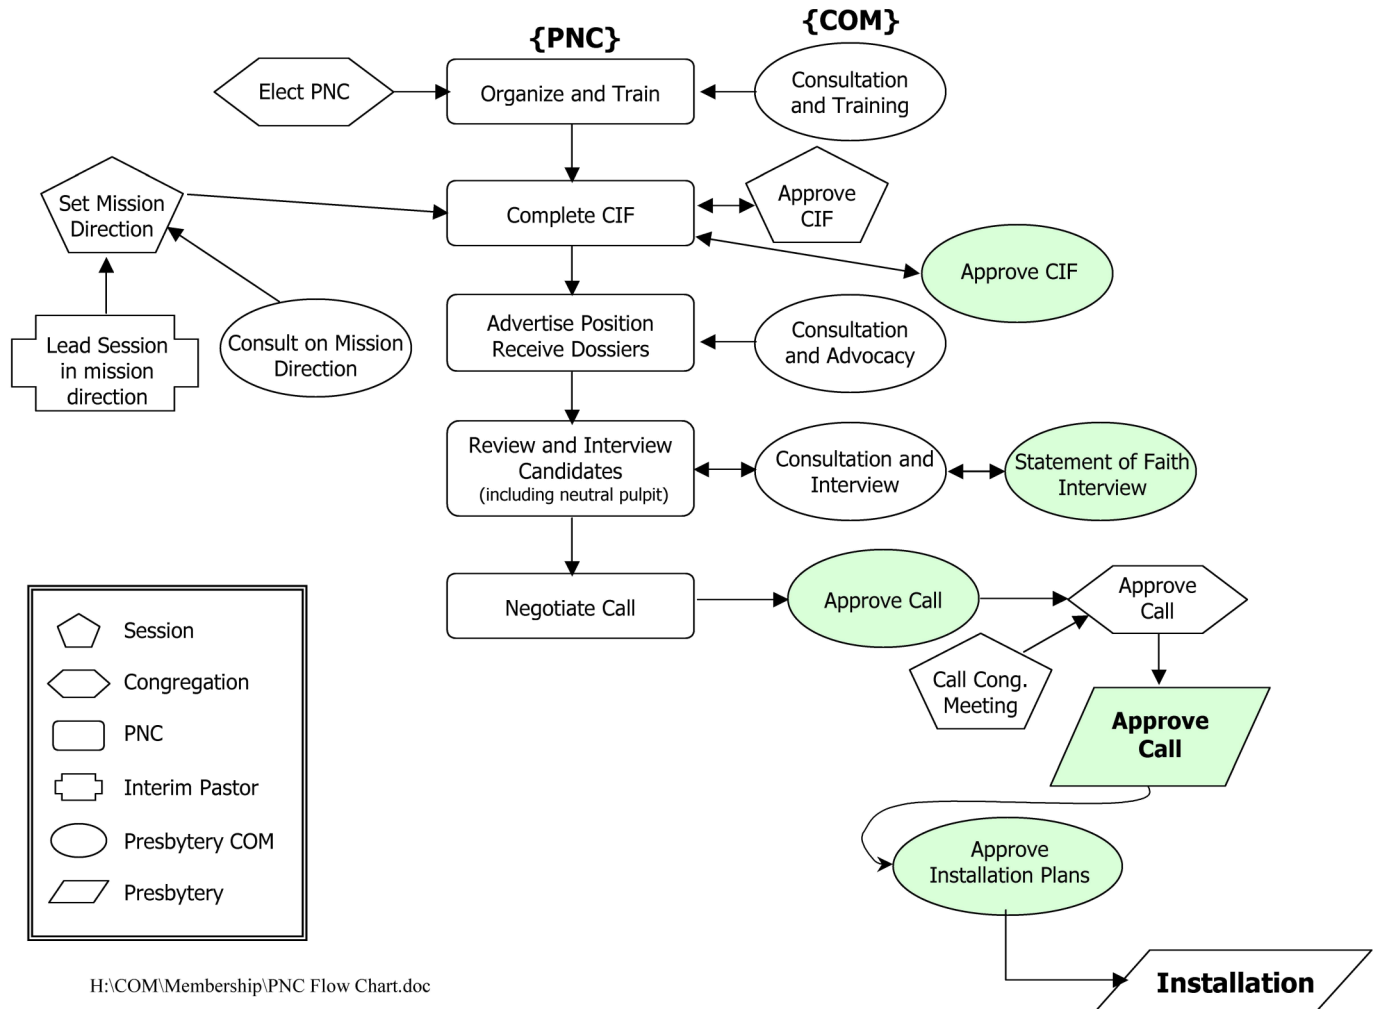 {PNC}
{COM}
Elect PNC
Organize and Train
Consultation
and Training
Set Mission
Direction
Complete CIF
Approve
CIF
Approve CIF
Lead Session
in mission
direction
Consult on Mission
Direction
Advertise Position
Receive Dossiers
Consultation
and Advocacy
Review and Interview
Candidates
(including neutral pulpit)
Consultation and
Interview
Statement of Faith
Interview
Negotiate Call
Approve Call
Approve
Call
Call Cong.
Meeting
Approve
Call
Approve
Installation Plans
Installation
Session
Congregation
PNC
Interim Pastor
Presbytery COM
Presbytery
H:\COM\Membership\PNC Flow Chart.doc